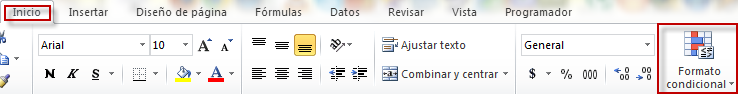 Inicio Insertar Diseño de página Fórmulas Datos Revisar Vista Programador
Arial 10 A A Ajustar texto General
N K S A Combinar y centrar $ % 000 ,00 ,0 ,00
Formato
condicional